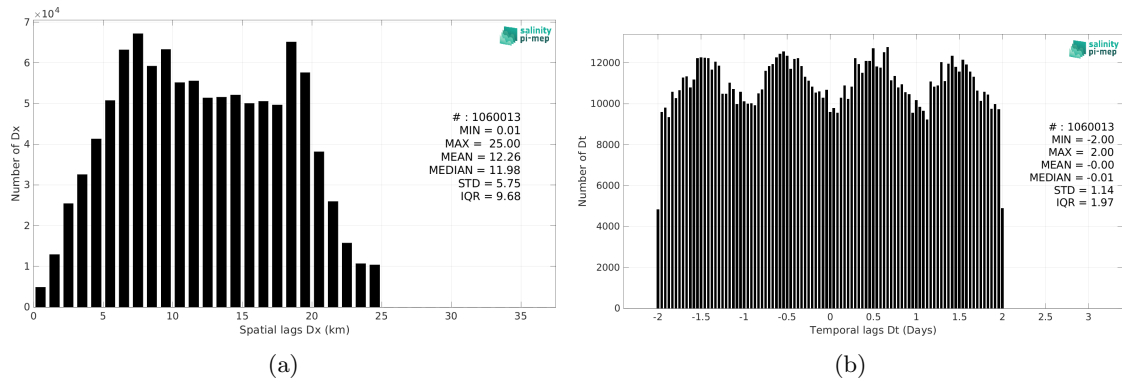 ×10⁴
7
6
5
4
3
2
1
0
Number of Dx
0 5 10 15 20 25 30 35
Spatial lags Dx (km)
salinity
pi-mep
# : 1060013
MIN = 0.01
MAX = 25.00
MEAN = 12.26
MEDIAN = 11.98
STD = 5.75
IQR = 9.68
(a)
12000
10000
8000
6000
4000
2000
0
Number of Dt
-2 -1.5 -1 -0.5 0 0.5 1 1.5 2 2.5 3
Temporal lags Dt (Days)
salinity
pi-mep
# : 1060013
MIN = -2.00
MAX = 2.00
MEAN = -0.00
MEDIAN = -0.01
STD = 1.14
IQR = 1.97
(b)